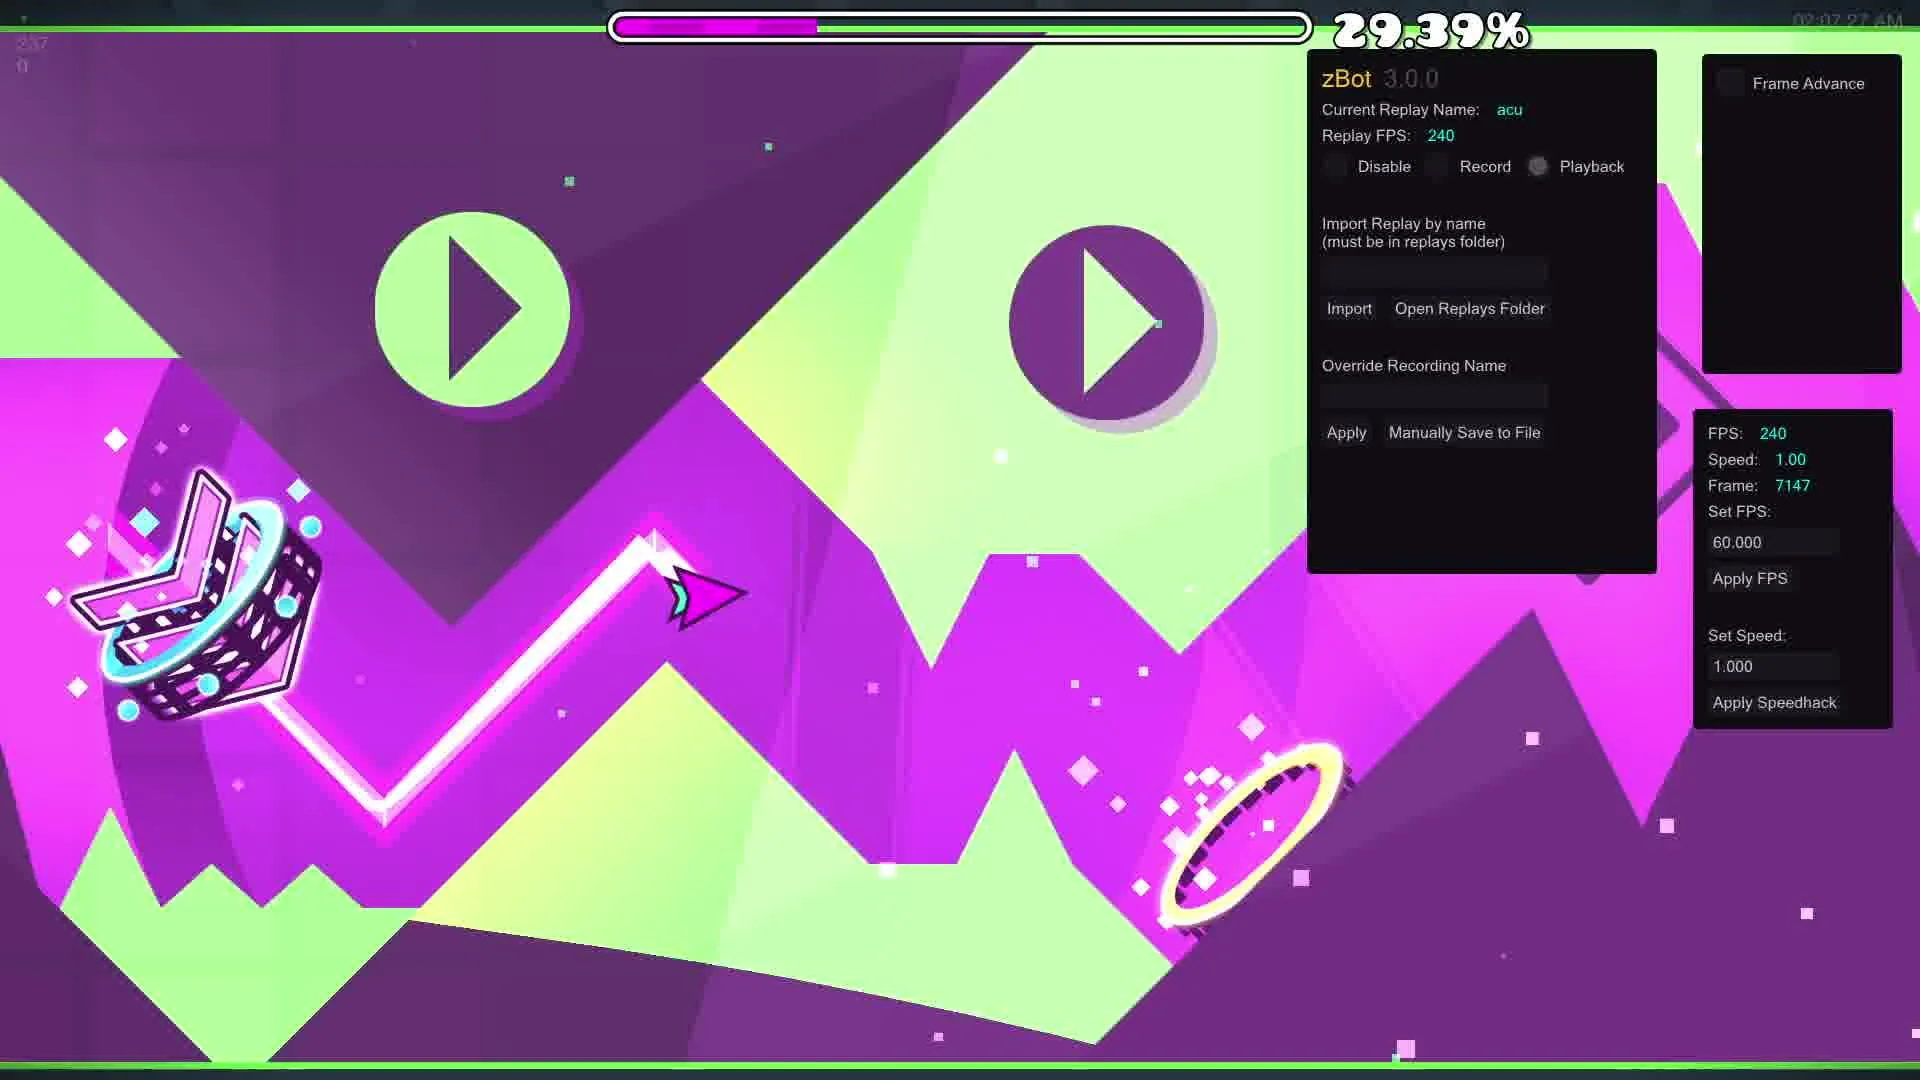 29.39%
02:07:27 AM
237
0
zBot 3.0.0
Current Replay Name: acu
Replay FPS: 240
Disable Record Playback
Import Replay by name
(must be in replays folder)
Import Open Replays Folder
Override Recording Name
Apply Manually Save to File
Frame Advance
FPS: 240
Speed: 1.00
Frame: 7147
Set FPS:
60.000
Apply FPS
Set Speed:
1.000
Apply Speedhack